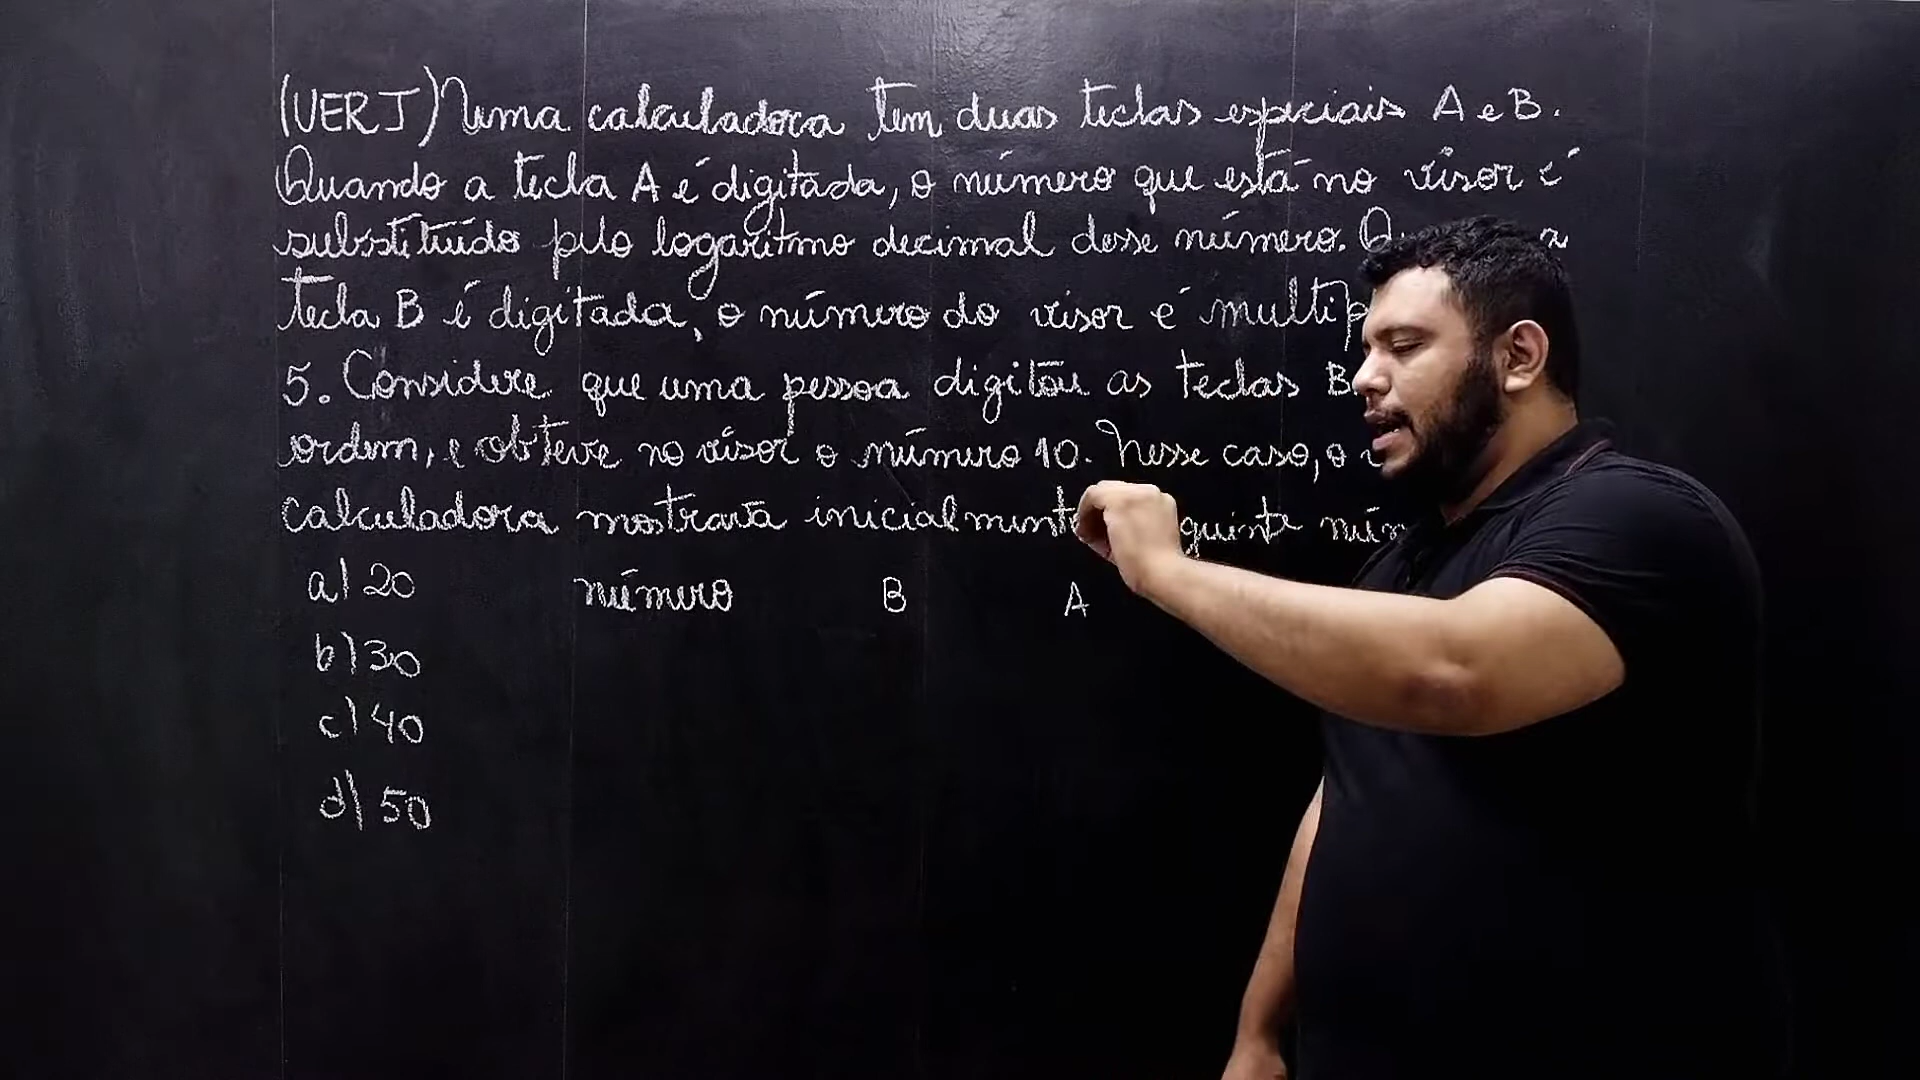 (UERJ) Uma calculadora tem duas teclas especiais A e B.
Quando a tecla A é digitada, o número que está no visor é
substituído pelo logaritmo decimal desse número. a
tecla B é digitada, o número do visor é
5. Considere que uma pessoa digitou as teclas B
ordem, e obteve no visor o número 10. Nesse caso, o
calculadora mostrava inicialmente
a) 20 número B A
b) 30
c) 40
d) 50